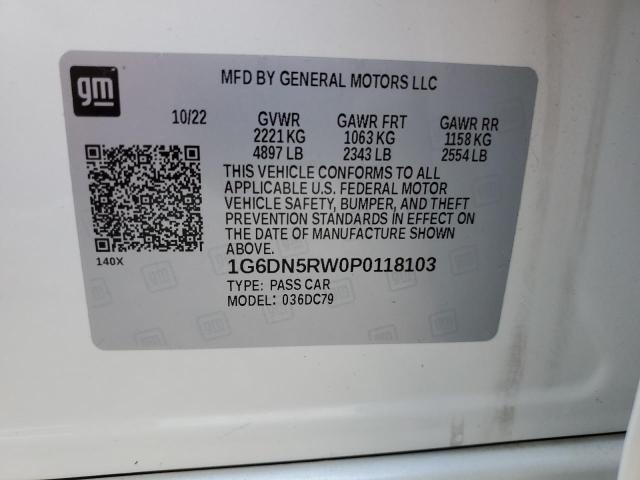 gm
MFD BY GENERAL MOTORS LLC
10/22 GVWR GAWR FRT GAWR RR
2221 KG 1063 KG 1158 KG
4897 LB 2343 LB 2554 LB
THIS VEHICLE CONFORMS TO ALL
APPLICABLE U.S. FEDERAL MOTOR
VEHICLE SAFETY, BUMPER, AND THEFT
PREVENTION STANDARDS IN EFFECT ON
THE DATE OF MANUFACTURE SHOWN
ABOVE.
140X
1G6DN5RW0P0118103
TYPE: PASS CAR
MODEL: 036DC79